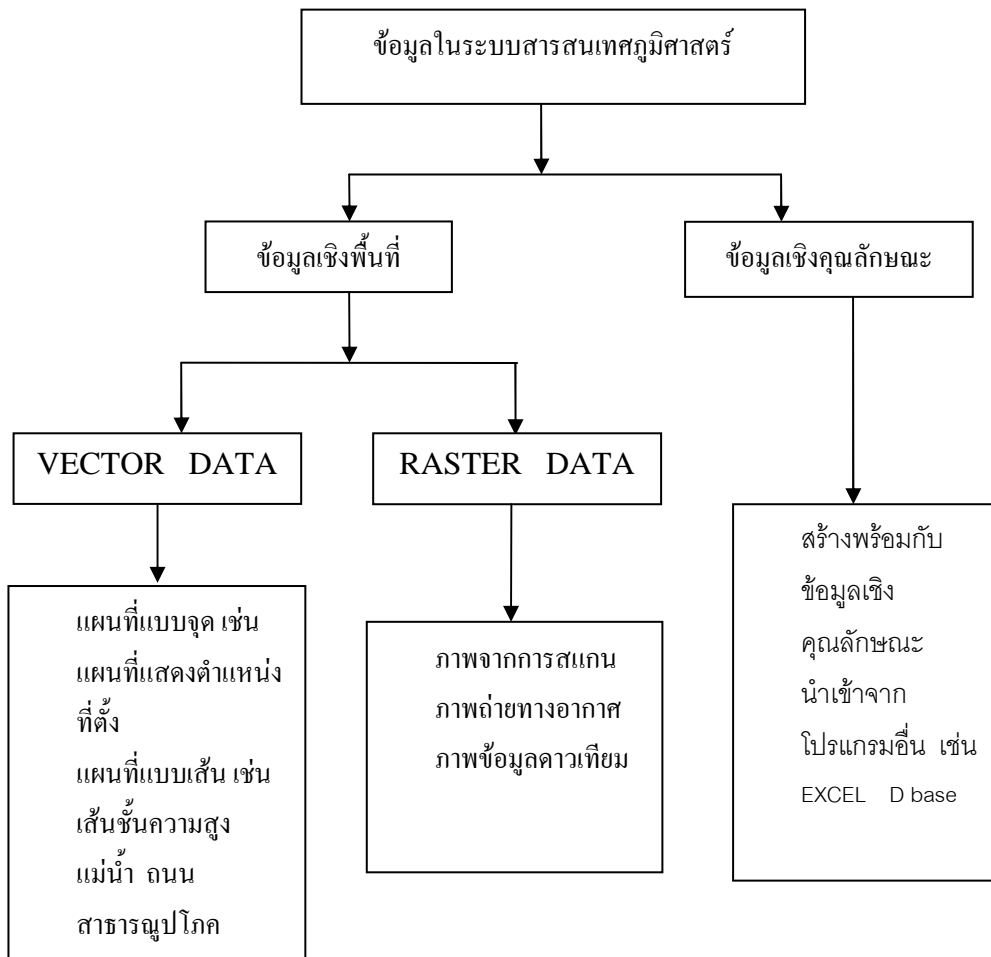 ข้อมูลในระบบสารสนเทศภูมิศาสตร์
ข้อมูลเชิงพื้นที่
ข้อมูลเชิงคุณลักษณะ
VECTOR DATA
RASTER DATA
แผนที่แบบจุด เช่น
แผนที่แสดงตำแหน่ง
ที่ตั้ง
แผนที่แบบเส้น เช่น
เส้นชั้นความสูง
แม่น้ำ ถนน
สาธารณูปโภค
ภาพจากการสแกน
ภาพถ่ายทางอากาศ
ภาพข้อมูลดาวเทียม
สร้างพร้อมกับ
ข้อมูลเชิง
คุณลักษณะ
นำเข้าจาก
โปรแกรมอื่น เช่น
EXCEL D base